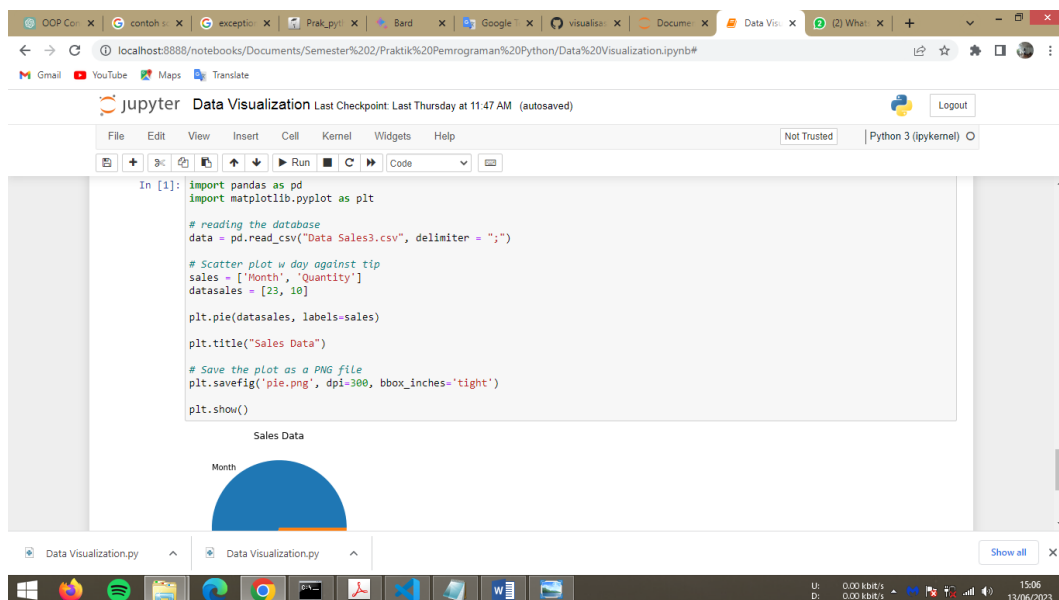 OOP Con
contoh s
exception
Prak_pyt
Bard
Google T
visualisas
Documen
Data Visu
(2) Whats
localhost:8888/notebooks/Documents/Semester%202/Praktik%20Pemrograman%20Python/Data%20Visualization.ipynb#
Gmail YouTube Maps Translate
jupyter Data Visualization Last Checkpoint: Last Thursday at 11:47 AM (autosaved)
Logout
File Edit View Insert Cell Kernel Widgets Help
Not Trusted Python 3 (ipykernel)
Run Code
In [1]: import pandas as pd
import matplotlib.pyplot as plt
# reading the database
data = pd.read_csv("Data Sales3.csv", delimiter = ";")
# Scatter plot w day against tip
sales = ['Month', 'Quantity']
datasales = [23, 10]
plt.pie(datasales, labels=sales)
plt.title("Sales Data")
# Save the plot as a PNG file
plt.savefig('pie.png', dpi=300, bbox_inches='tight')
plt.show()
Sales Data
Month
Data Visualization.py
Data Visualization.py
Show all
U: 0.00 kbit/s
D: 0.00 kbit/s
15:06
13/06/2023